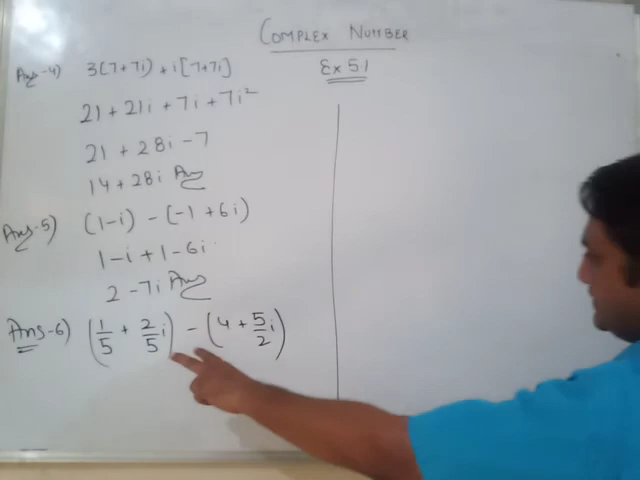 COMPLEX NUMBER
Ex 5.1
Ans-4) 3(7+7i) + i[7+7i]
21 + 21i + 7i + 7i²
21 + 28i - 7
14 + 28i Ans
Ans-5) (1-i) - (-1 + 6i)
1 - i + 1 - 6i
2 - 7i Ans
Ans-6) (1/5 + 2/5 i) - (4 + 5/2 i)